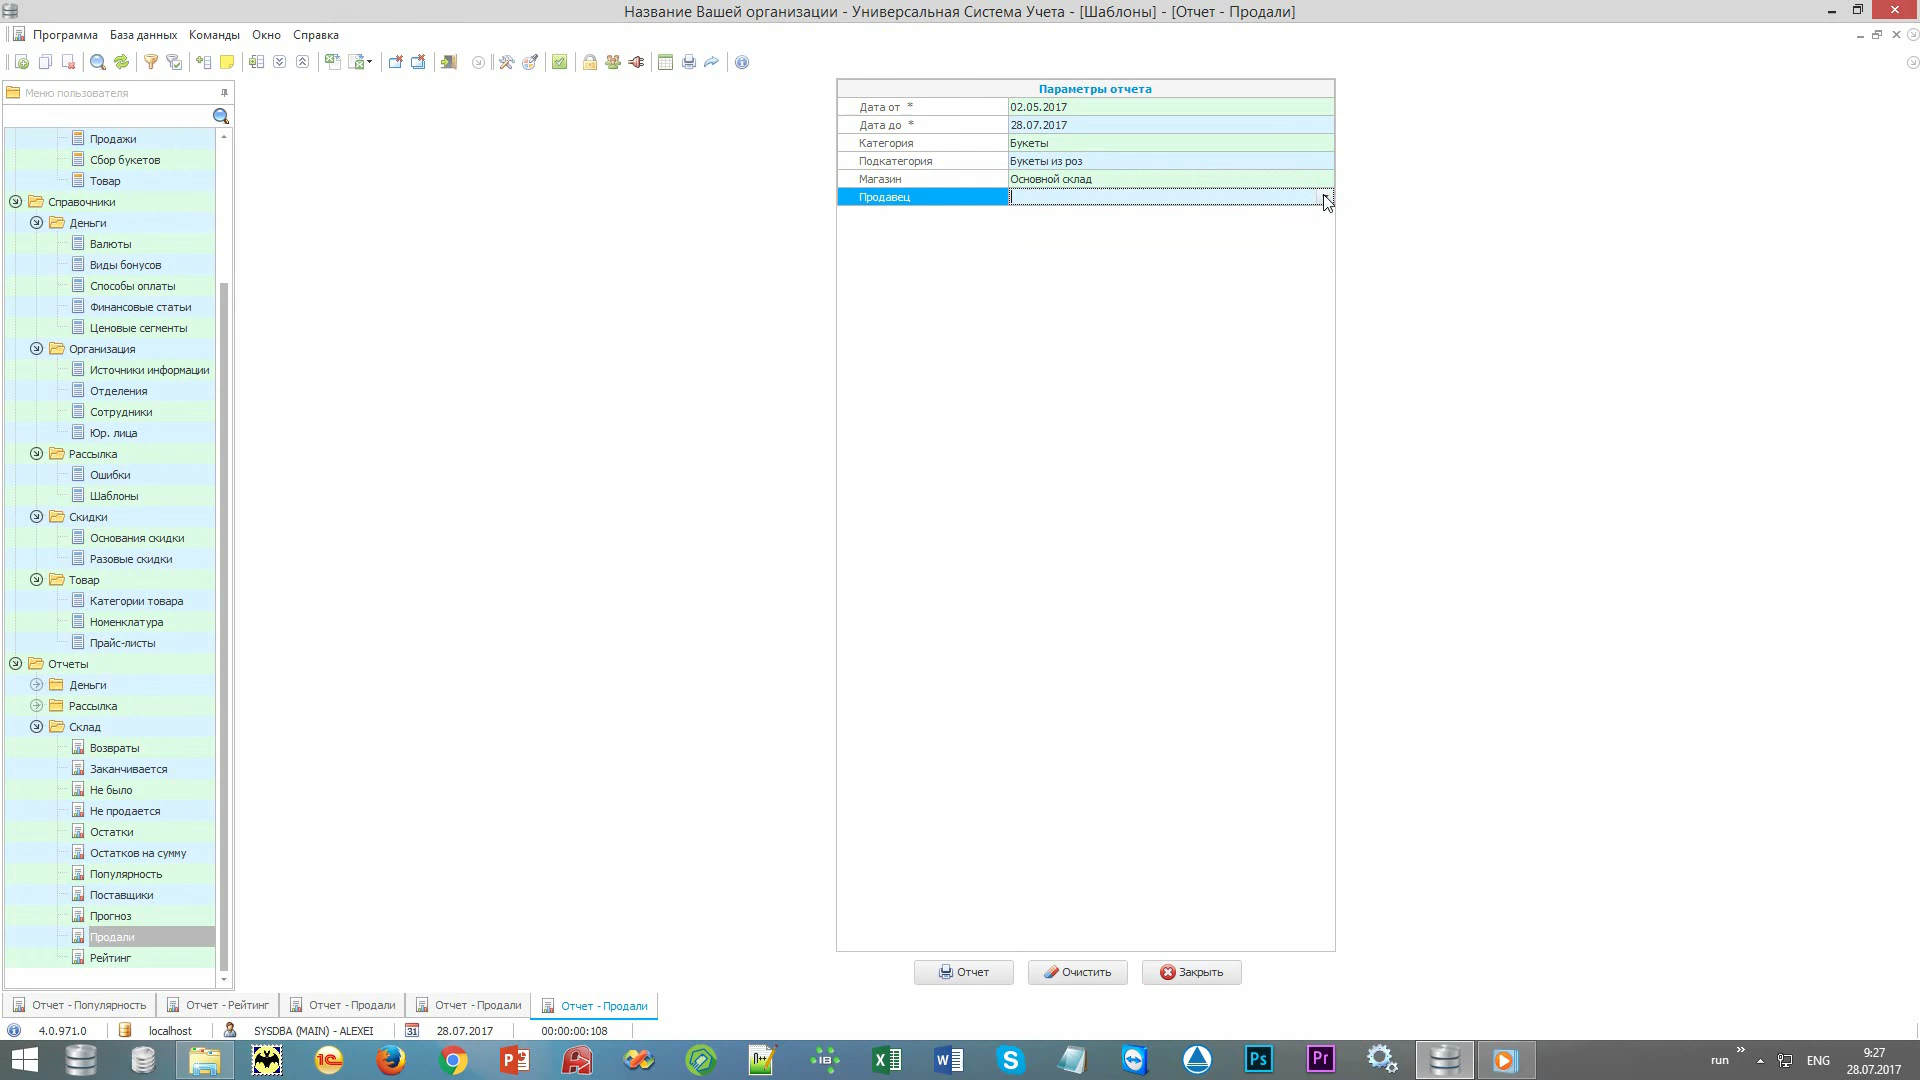 Название Вашей организации - Универсальная Система Учета - [Шаблоны] - [Отчет - Продали]
Программа База данных Команды Окно Справка
Меню пользователя
Продажи
Сбор букетов
Товар
Справочники
Деньги
Валюты
Виды бонусов
Способы оплаты
Финансовые статьи
Ценовые сегменты
Организация
Источники информации
Отделения
Сотрудники
Юр. лица
Рассылка
Ошибки
Шаблоны
Скидки
Основания скидки
Разовые скидки
Товар
Категории товара
Номенклатура
Прайс-листы
Отчеты
Деньги
Рассылка
Склад
Возвраты
Заканчивается
Не было
Не продается
Остатки
Остатков на сумму
Популярность
Поставщики
Прогноз
Продали
Рейтинг
Параметры отчета
Дата от * 02.05.2017
Дата до * 28.07.2017
Категория Букеты
Подкатегория Букеты из роз
Магазин Основной склад
Продавец
Отчет Очистить Закрыть
Отчет - Популярность Отчет - Рейтинг Отчет - Продали Отчет - Продали Отчет - Продали
4.0.971.0 localhost SYSDBA (MAIN) - ALEXEI 31 28.07.2017 00:00:00:108
run » ENG 9:27
28.07.2017